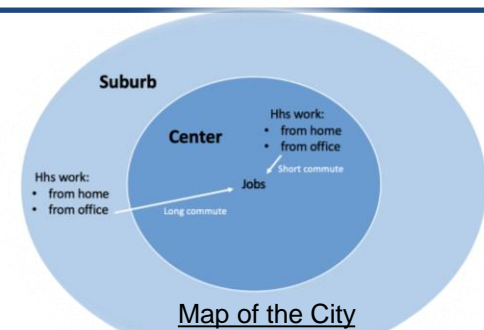 Suburb
Center
Hhs work:
• from home
• from office
Short commute
Jobs
Hhs work:
• from home
• from office
Long commute
Map of the City